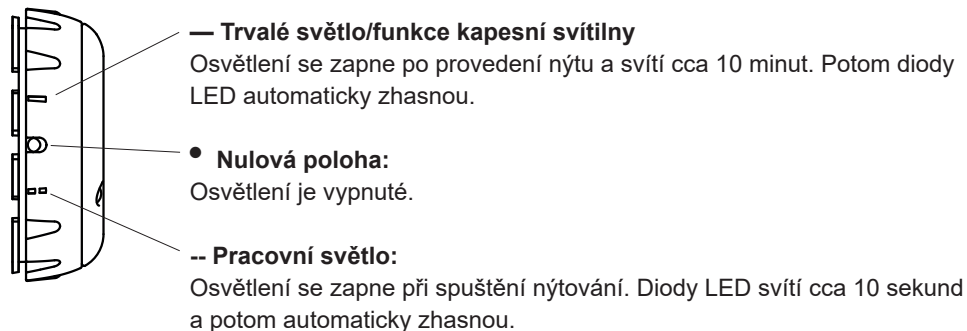 — Trvalé světlo/funkce kapesní svítilny
Osvětlení se zapne po provedení nýtu a svítí cca 10 minut. Potom diody
LED automaticky zhasnou.
• Nulová poloha:
Osvětlení je vypnuté.
-- Pracovní světlo:
Osvětlení se zapne při spuštění nýtování. Diody LED svítí cca 10 sekund
a potom automaticky zhasnou.